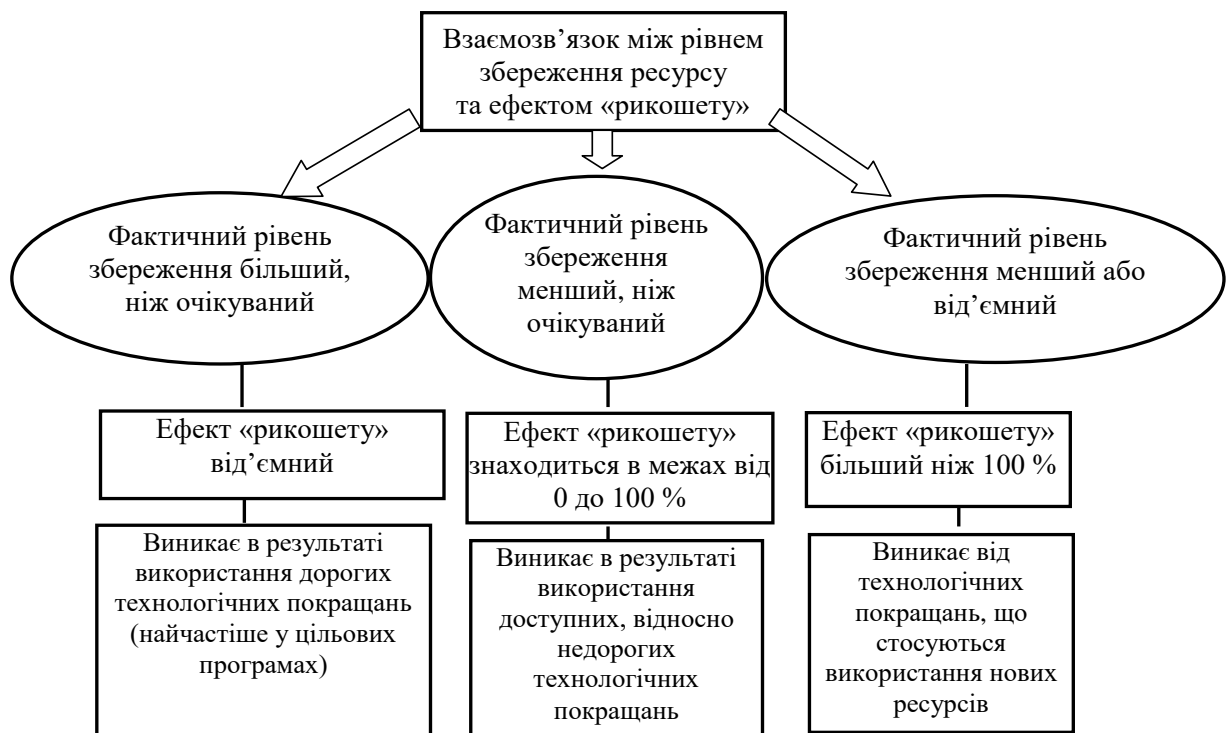 Взаємозв’язок між рівнем
збереження ресурсу
та ефектом «рикошету»
Фактичний рівень
збереження більший,
ніж очікуваний
Фактичний рівень
збереження
менший, ніж
очікуваний
Фактичний рівень
збереження менший або
від’ємний
Ефект «рикошету»
від’ємний
Ефект «рикошету»
знаходиться в межах від
0 до 100 %
Ефект «рикошету»
більший ніж 100 %
Виникає в результаті
використання дорогих
технологічних покращань
(найчастіше у цільових
програмах)
Виникає в результаті
використання
доступних, відносно
недорогих
технологічних
покращань
Виникає від
технологічних
покращань, що
стосуються
використання нових
ресурсів